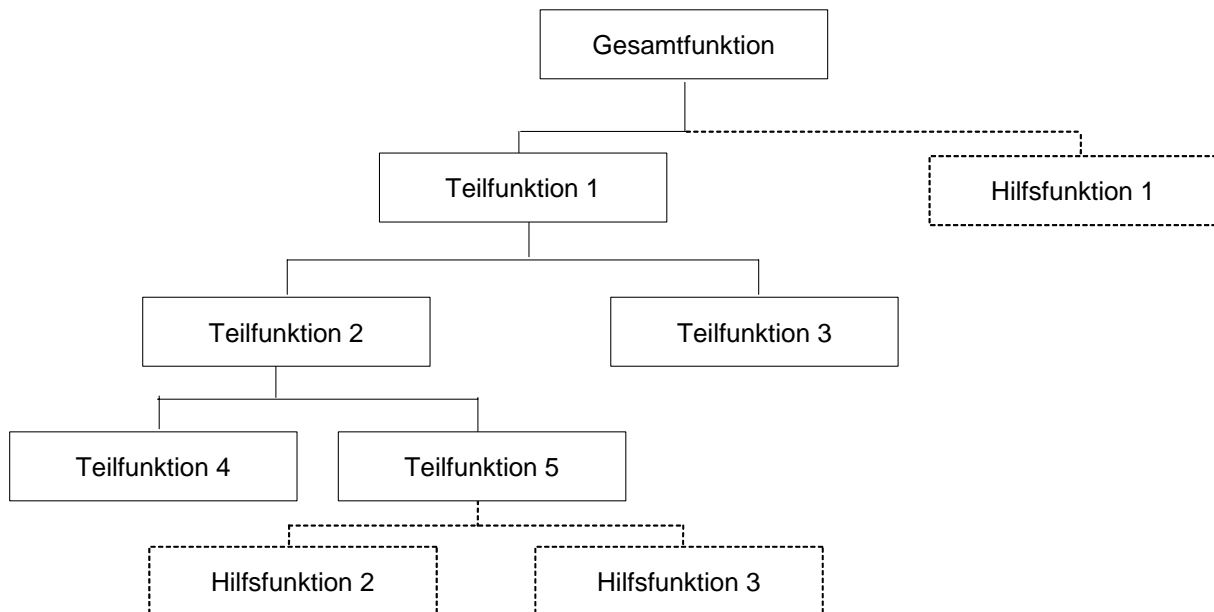 Gesamtfunktion
Teilfunktion 1
Hilfsfunktion 1
Teilfunktion 2
Teilfunktion 3
Teilfunktion 4
Teilfunktion 5
Hilfsfunktion 2
Hilfsfunktion 3